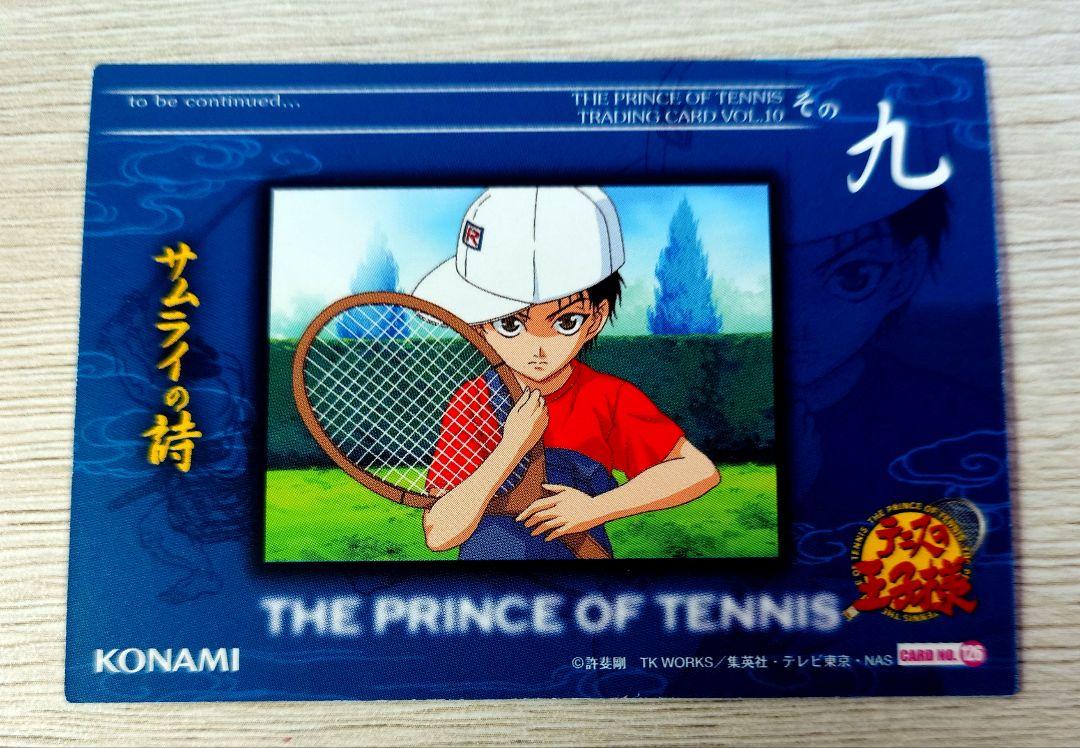 to be continued...
THE PRINCE OF TENNIS
TRADING CARD VOL.10
その
九
サムライの詩
R
テニスの
王子様
THE PRINCE OF TENNIS
KONAMI
©許斐剛 TK WORKS／集英社・テレビ東京・NAS
CARD NO. 126